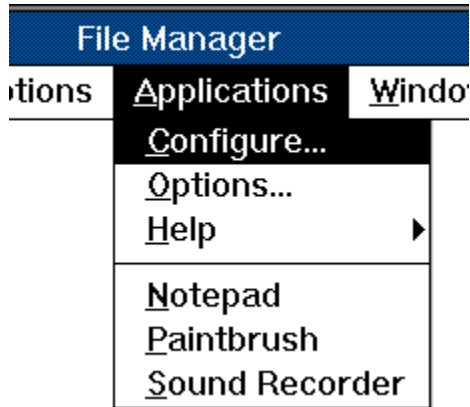 File Manager
Applications
Configure...
Options...
Help
Notepad
Paintbrush
Sound Recorder